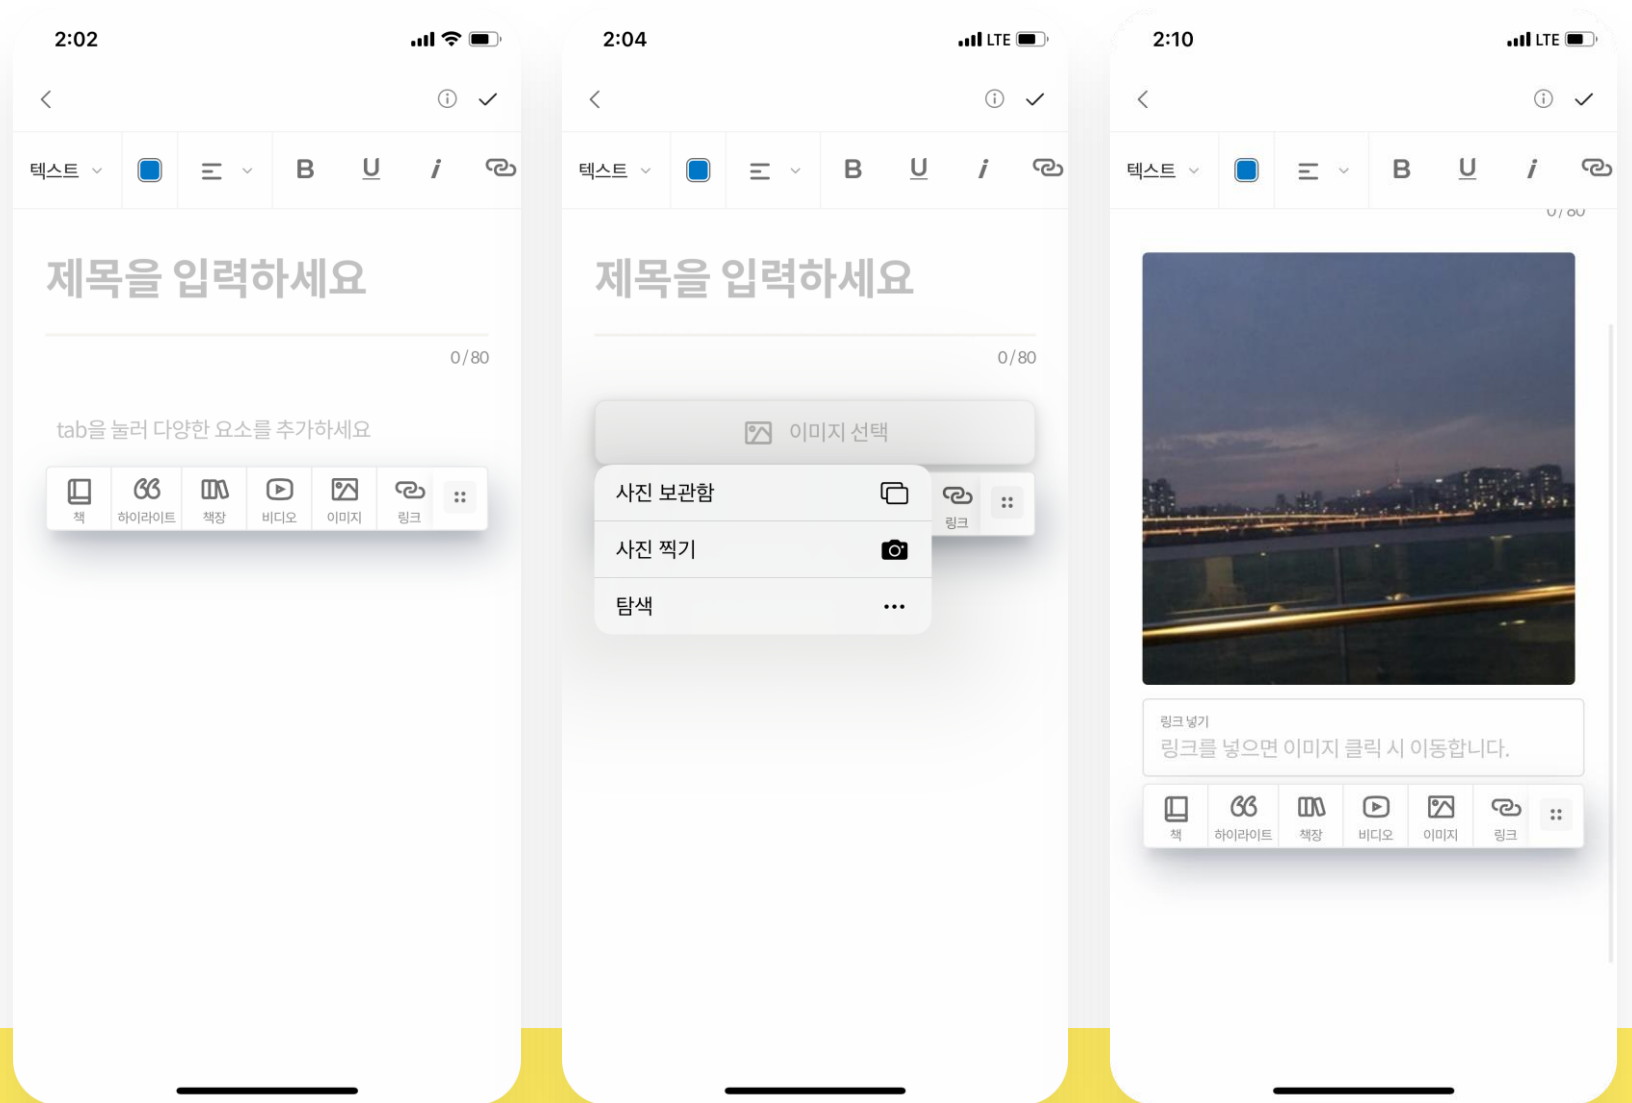 2:02
텍스트
B U i
제목을 입력하세요
0/80
tab을 눌러 다양한 요소를 추가하세요
책 하이라이트 책장 비디오 이미지 링크
2:04 LTE
텍스트
B U i
제목을 입력하세요
0/80
이미지 선택
사진 보관함
사진 찍기
탐색
링크
2:10 LTE
텍스트
B U i
0/80
링크 넣기
링크를 넣으면 이미지 클릭 시 이동합니다.
책 하이라이트 책장 비디오 이미지 링크